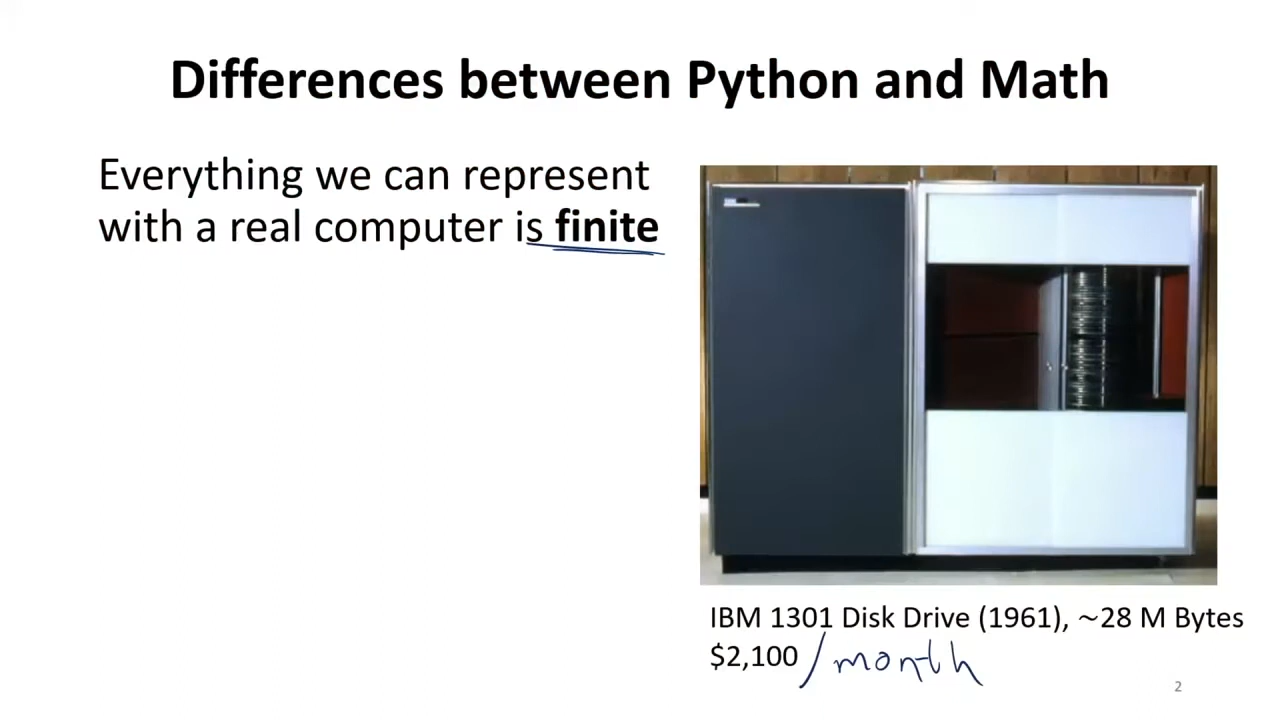 Differences between Python and Math
Everything we can represent
with a real computer is finite
IBM 1301 Disk Drive (1961), ~28 M Bytes
$2,100 /month
2